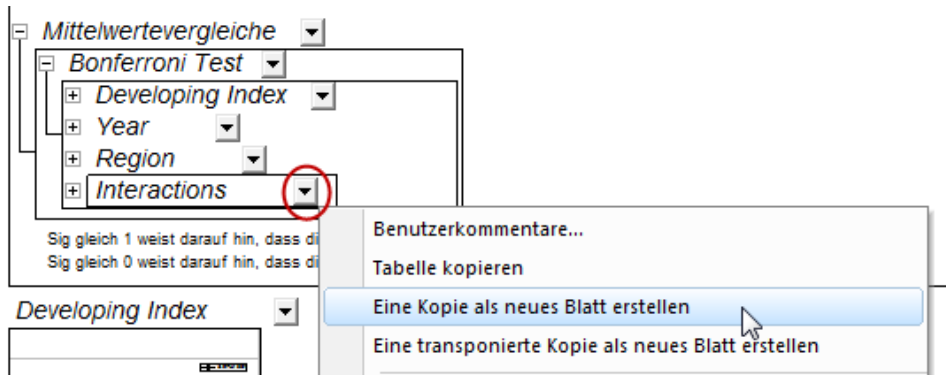 Mittelwertevergleiche
Bonferroni Test
Developing Index
Year
Region
Interactions
Benutzerkommentare...
Sig gleich 1 weist darauf hin, dass di
Sig gleich 0 weist darauf hin, dass di
Tabelle kopieren
Eine Kopie als neues Blatt erstellen
Developing Index
Eine transponierte Kopie als neues Blatt erstellen